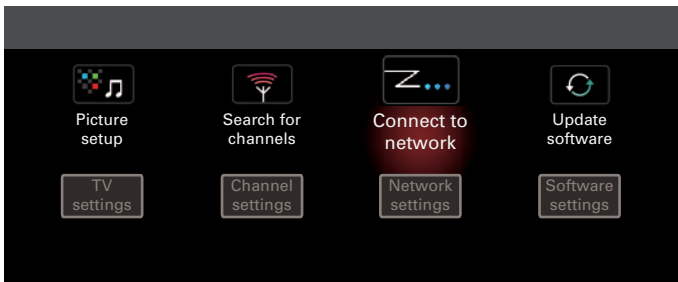 Picture
setup
Search for
channels
Connect to
network
Update
software
TV
settings
Channel
settings
Network
settings
Software
settings